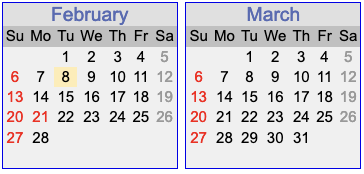 February
Su Mo Tu We Th Fr Sa
1 2 3 4 5
6 7 8 9 10 11 12
13 14 15 16 17 18 19
20 21 22 23 24 25 26
27 28
March
Su Mo Tu We Th Fr Sa
1 2 3 4 5
6 7 8 9 10 11 12
13 14 15 16 17 18 19
20 21 22 23 24 25 26
27 28 29 30 31